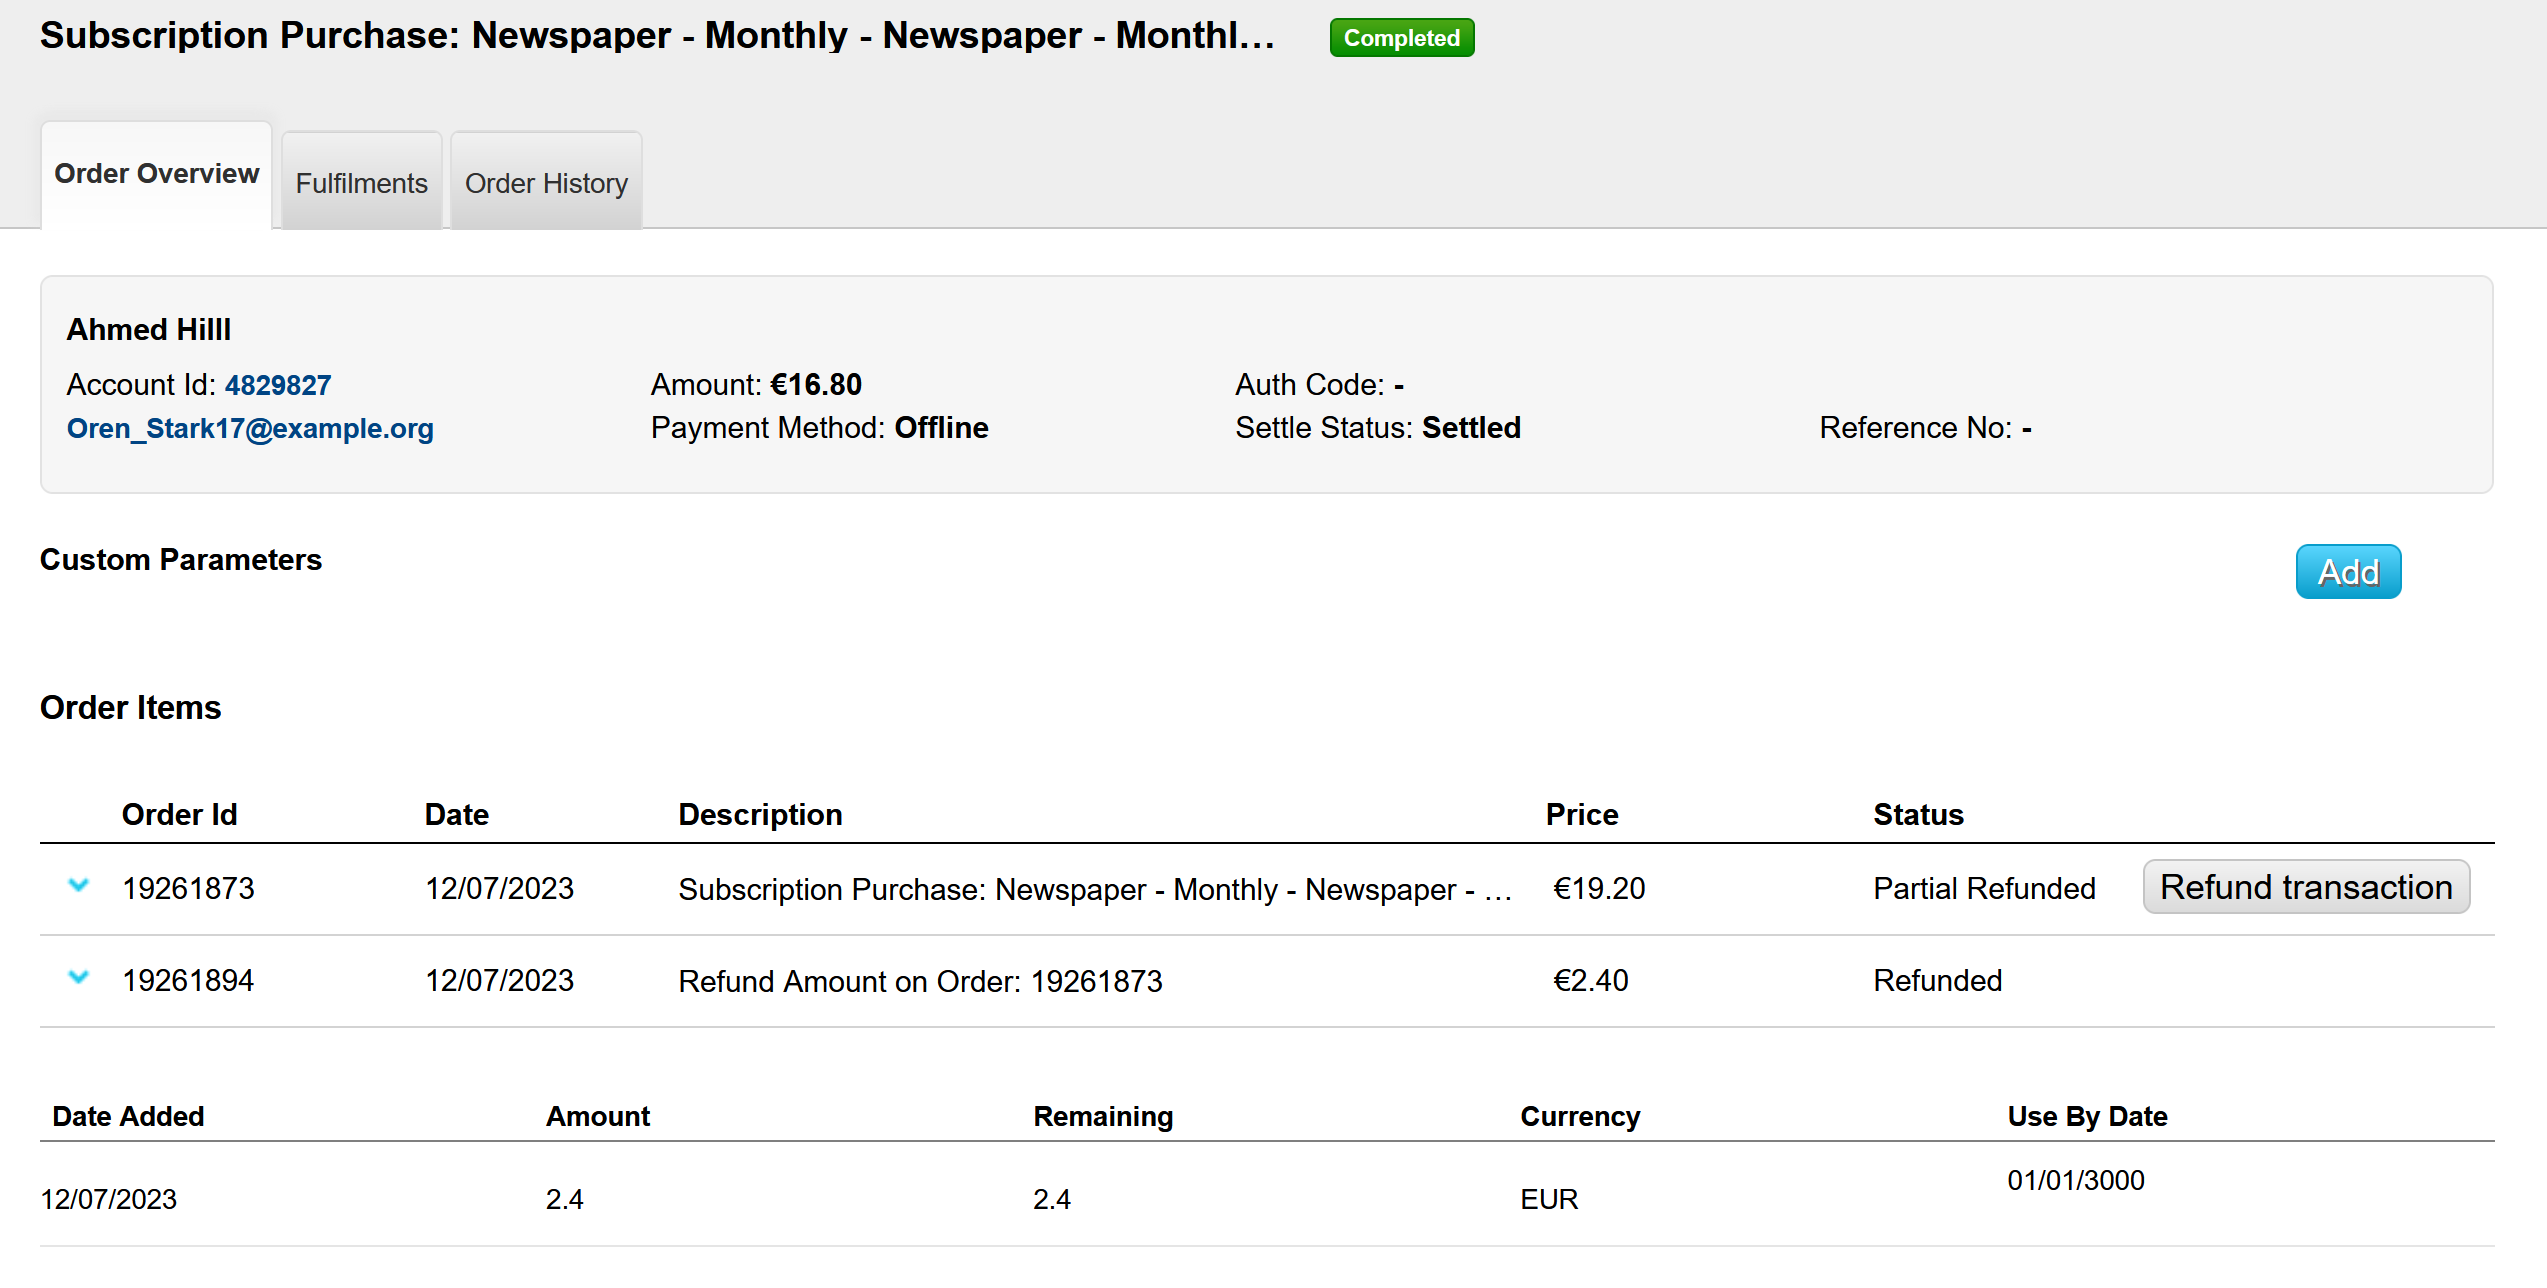 Subscription Purchase: Newspaper - Monthly - Newspaper - Monthl… Completed
Order Overview Fulfilments Order History
Ahmed Hilll
Account Id: 4829827 Amount: €16.80 Auth Code: -
Oren_Stark17@example.org Payment Method: Offline Settle Status: Settled Reference No: -
Custom Parameters Add
Order Items
Order Id Date Description Price Status
19261873 12/07/2023 Subscription Purchase: Newspaper - Monthly - Newspaper - … €19.20 Partial Refunded Refund transaction
19261894 12/07/2023 Refund Amount on Order: 19261873 €2.40 Refunded
Date Added Amount Remaining Currency Use By Date
12/07/2023 2.4 2.4 EUR 01/01/3000